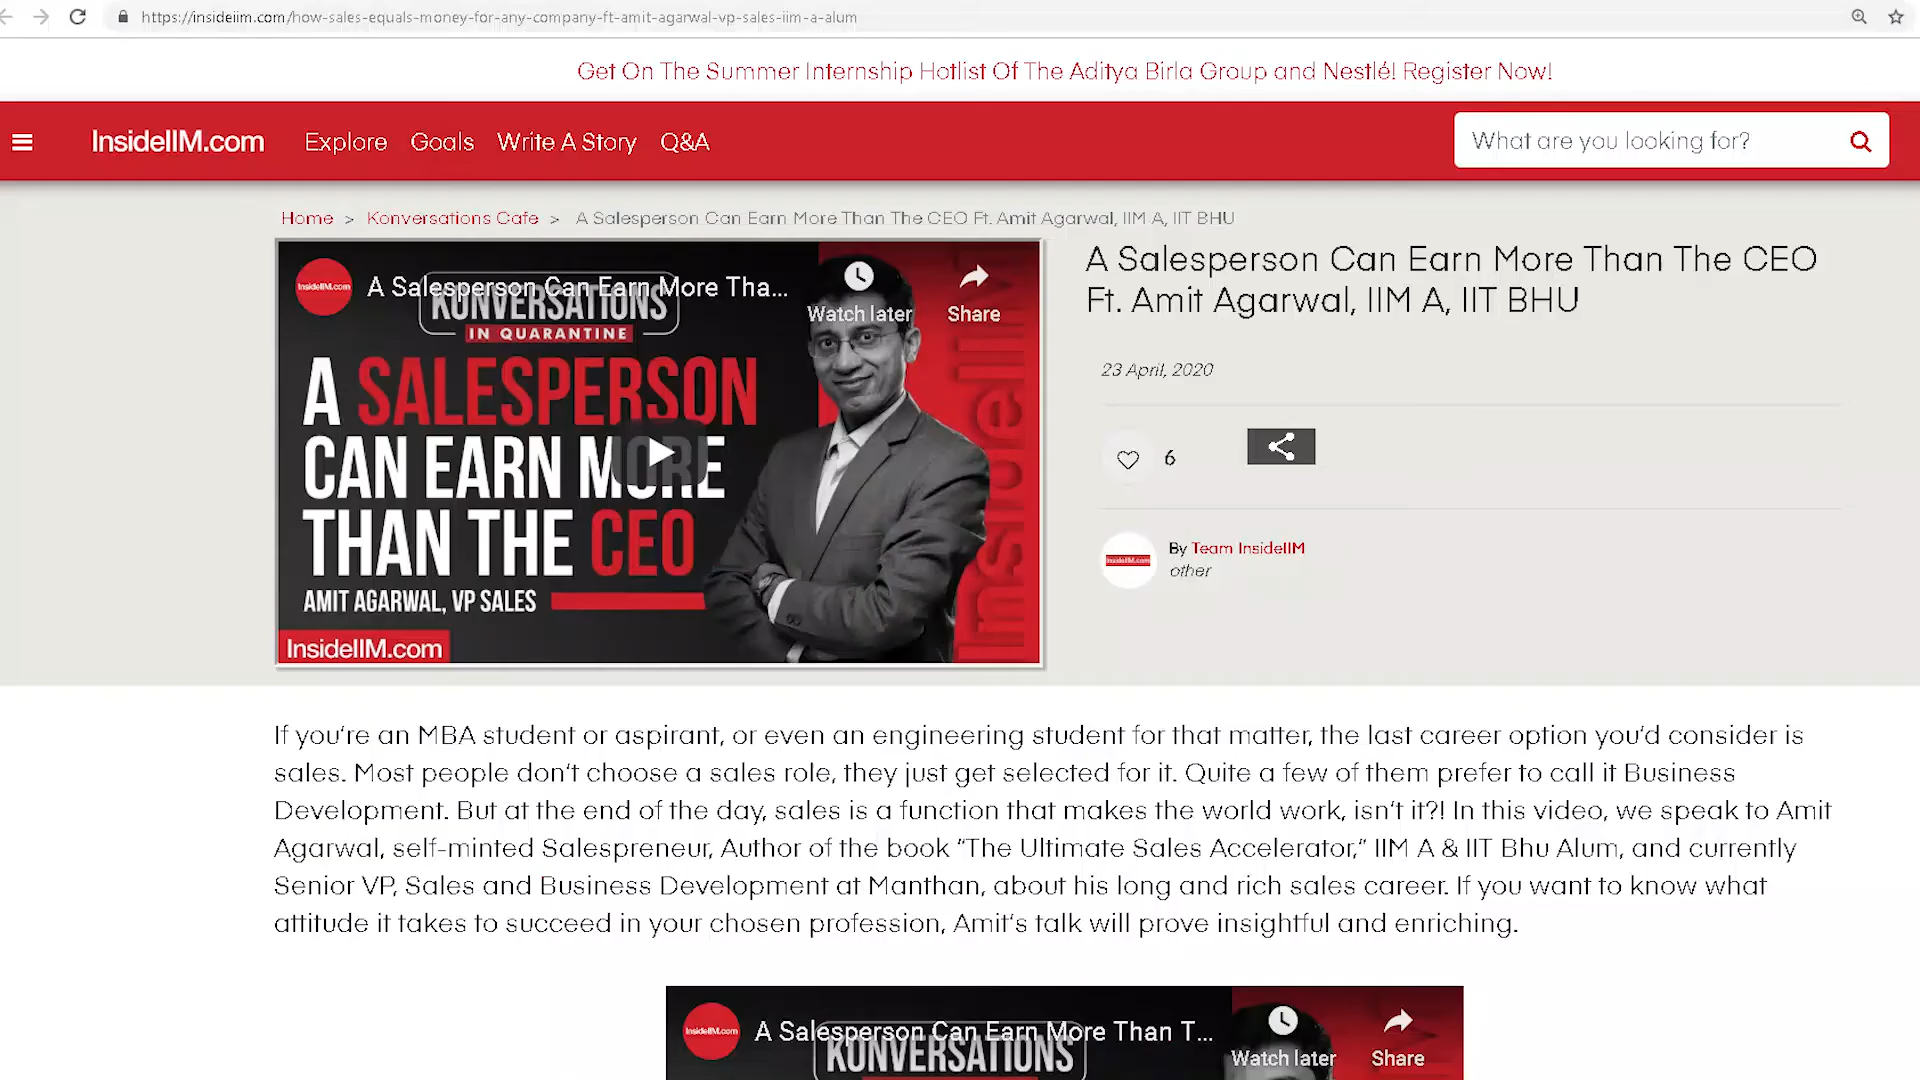 https://insideiim.com/how-sales-equals-money-for-any-company-ft-amit-agarwal-vp-sales-iim-a-alum
Get On The Summer Internship Hotlist Of The Aditya Birla Group and Nestlé! Register Now!
InsideIIM.com Explore Goals Write A Story Q&A What are you looking for?
Home > Konversations Cafe > A Salesperson Can Earn More Than The CEO Ft. Amit Agarwal, IIM A, IIT BHU
InsideIIM.com A Salesperson Can Earn More Tha...
Watch later Share
KONVERSATIONS
IN QUARANTINE
A SALESPERSON
CAN EARN MORE
THAN THE CEO
AMIT AGARWAL, VP SALES
InsideIIM.com
InsideIIM
A Salesperson Can Earn More Than The CEO
Ft. Amit Agarwal, IIM A, IIT BHU
23 April, 2020
6
InsideIIM.com
By Team InsideIIM
other
If you're an MBA student or aspirant, or even an engineering student for that matter, the last career option you'd consider is
sales. Most people don't choose a sales role, they just get selected for it. Quite a few of them prefer to call it Business
Development. But at the end of the day, sales is a function that makes the world work, isn't it?! In this video, we speak to Amit
Agarwal, self-minted Salespreneur, Author of the book "The Ultimate Sales Accelerator," IIM A & IIT Bhu Alum, and currently
Senior VP, Sales and Business Development at Manthan, about his long and rich sales career. If you want to know what
attitude it takes to succeed in your chosen profession, Amit's talk will prove insightful and enriching.
InsideIIM.com A Salesperson Can Earn More Than T...
Watch later Share
KONVERSATIONS